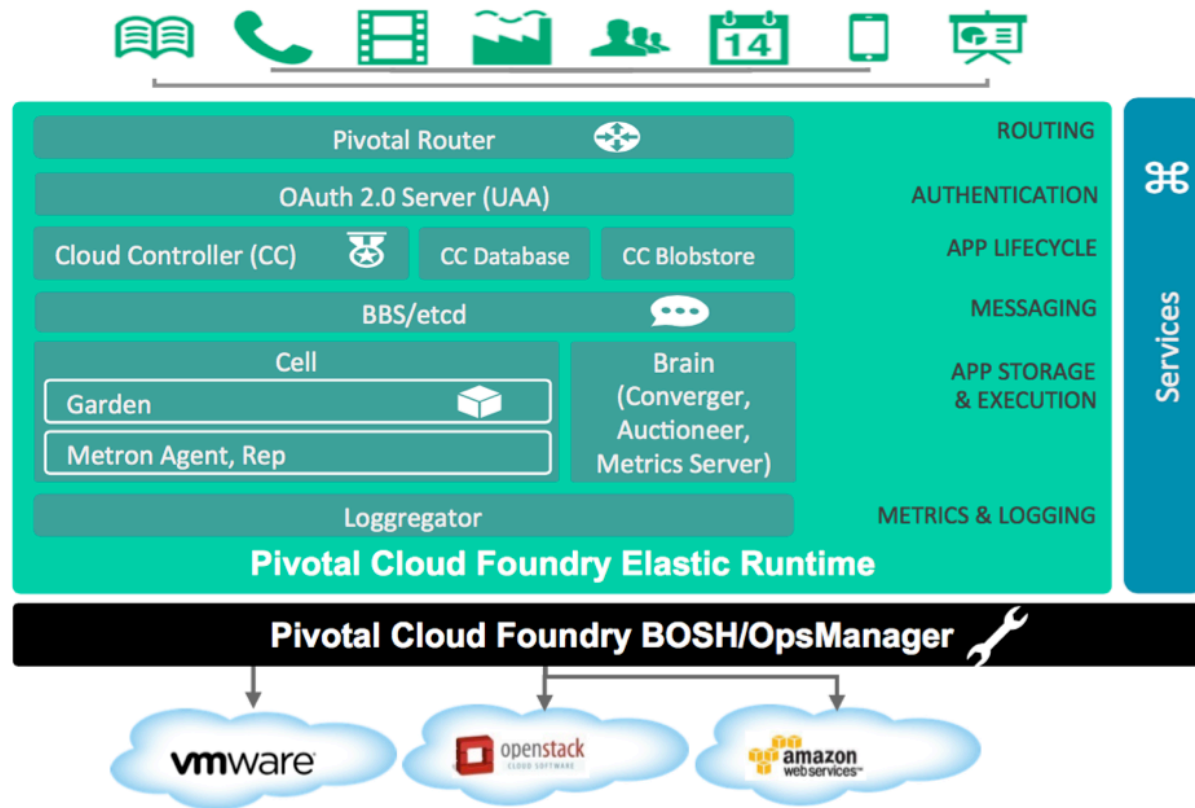 14
Pivotal Router
ROUTING
OAuth 2.0 Server (UAA)
AUTHENTICATION
Cloud Controller (CC)
CC Database
CC Blobstore
APP LIFECYCLE
BBS/etcd
MESSAGING
Cell
Garden
Metron Agent, Rep
Brain
(Converger,
Auctioneer,
Metrics Server)
APP STORAGE
& EXECUTION
Loggregator
METRICS & LOGGING
Pivotal Cloud Foundry Elastic Runtime
Services
Pivotal Cloud Foundry BOSH/OpsManager
vmware
openstack
CLOUD SOFTWARE
amazon
webservices™